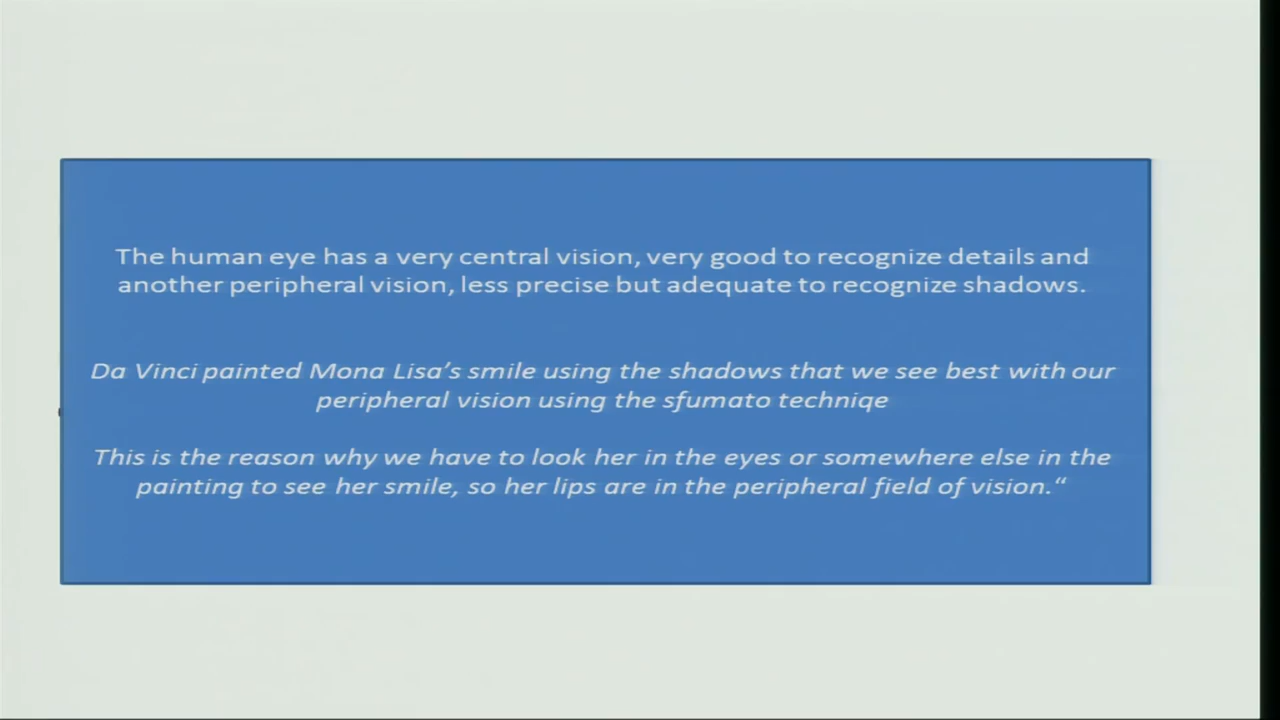 The human eye has a very central vision, very good to recognize details and
another peripheral vision, less precise but adequate to recognize shadows.
Da Vinci painted Mona Lisa’s smile using the shadows that we see best with our
peripheral vision using the sfumato techniqe
This is the reason why we have to look her in the eyes or somewhere else in the
painting to see her smile, so her lips are in the peripheral field of vision.“